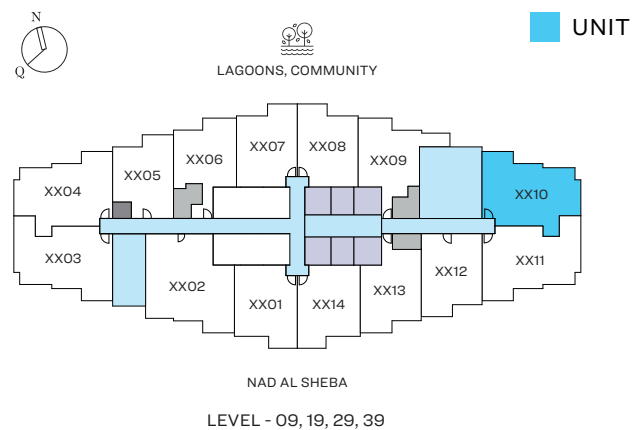 N
Q
UNIT
LAGOONS, COMMUNITY
XX07
XX08
XX06
XX09
XX05
XX04
XX10
XX03
XX11
XX02
XX12
XX13
XX01
XX14
NAD AL SHEBA
LEVEL - 09, 19, 29, 39